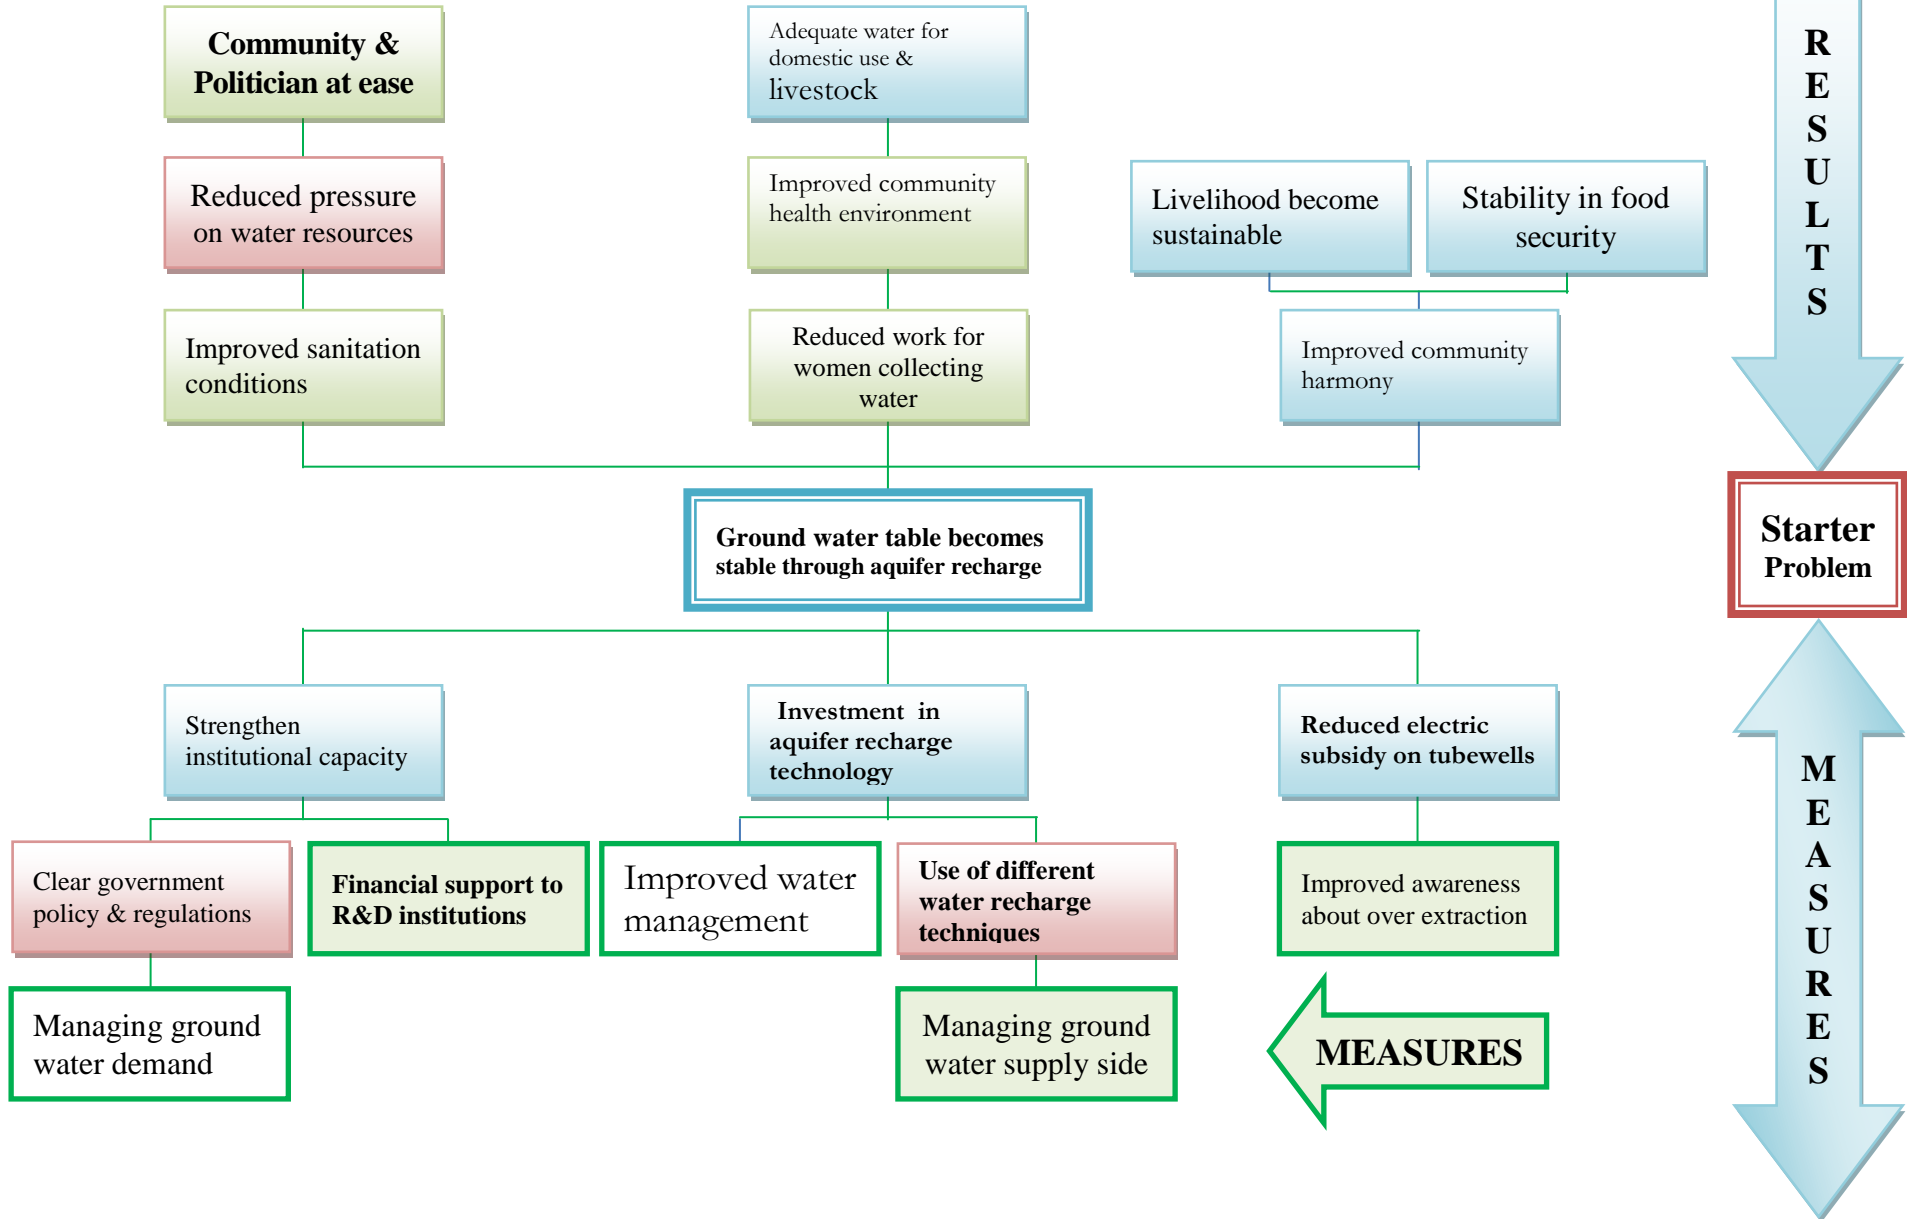 Community &
Politician at ease
Adequate water for
domestic use &
livestock
Reduced pressure
on water resources
Improved community
health environment
Livelihood become
sustainable
Stability in food
security
Improved sanitation
conditions
Reduced work for
women collecting
water
Improved community
harmony
R
E
S
U
L
T
S
Ground water table becomes
stable through aquifer recharge
Starter
Problem
Strengthen
institutional capacity
Investment in
aquifer recharge
technology
Reduced electric
subsidy on tubewells
Clear government
policy & regulations
Financial support to
R&D institutions
Improved water
management
Use of different
water recharge
techniques
Improved awareness
about over extraction
Managing ground
water demand
Managing ground
water supply side
MEASURES
M
E
A
S
U
R
E
S